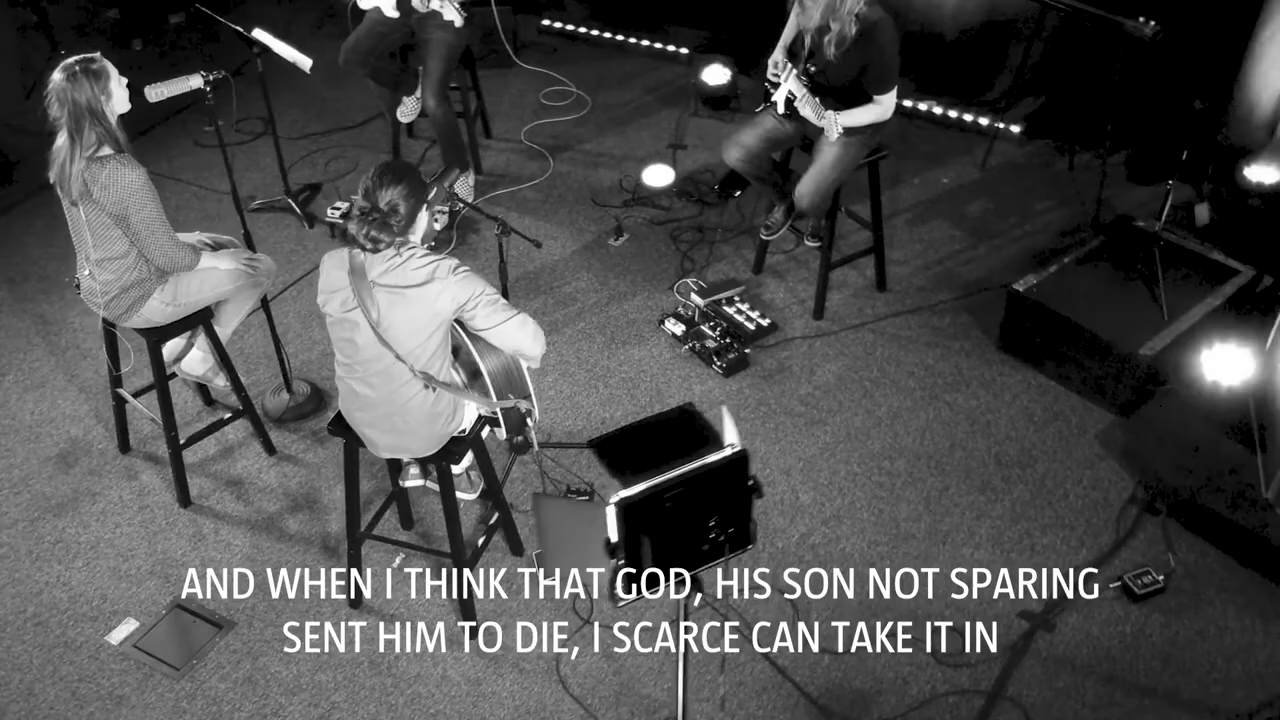 AND WHEN I THINK THAT GOD, HIS SON NOT SPARING
SENT HIM TO DIE, I SCARCE CAN TAKE IT IN